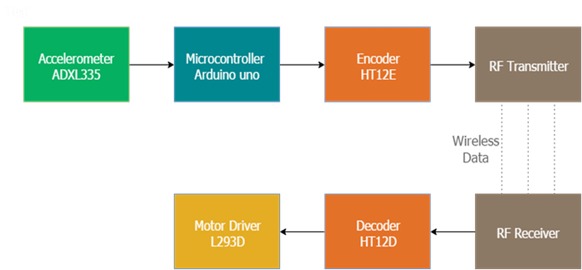 Accelerometer
ADXL335
Microcontroller
Arduino uno
Encoder
HT12E
RF Transmitter
Wireless
Data
Motor Driver
L293D
Decoder
HT12D
RF Receiver